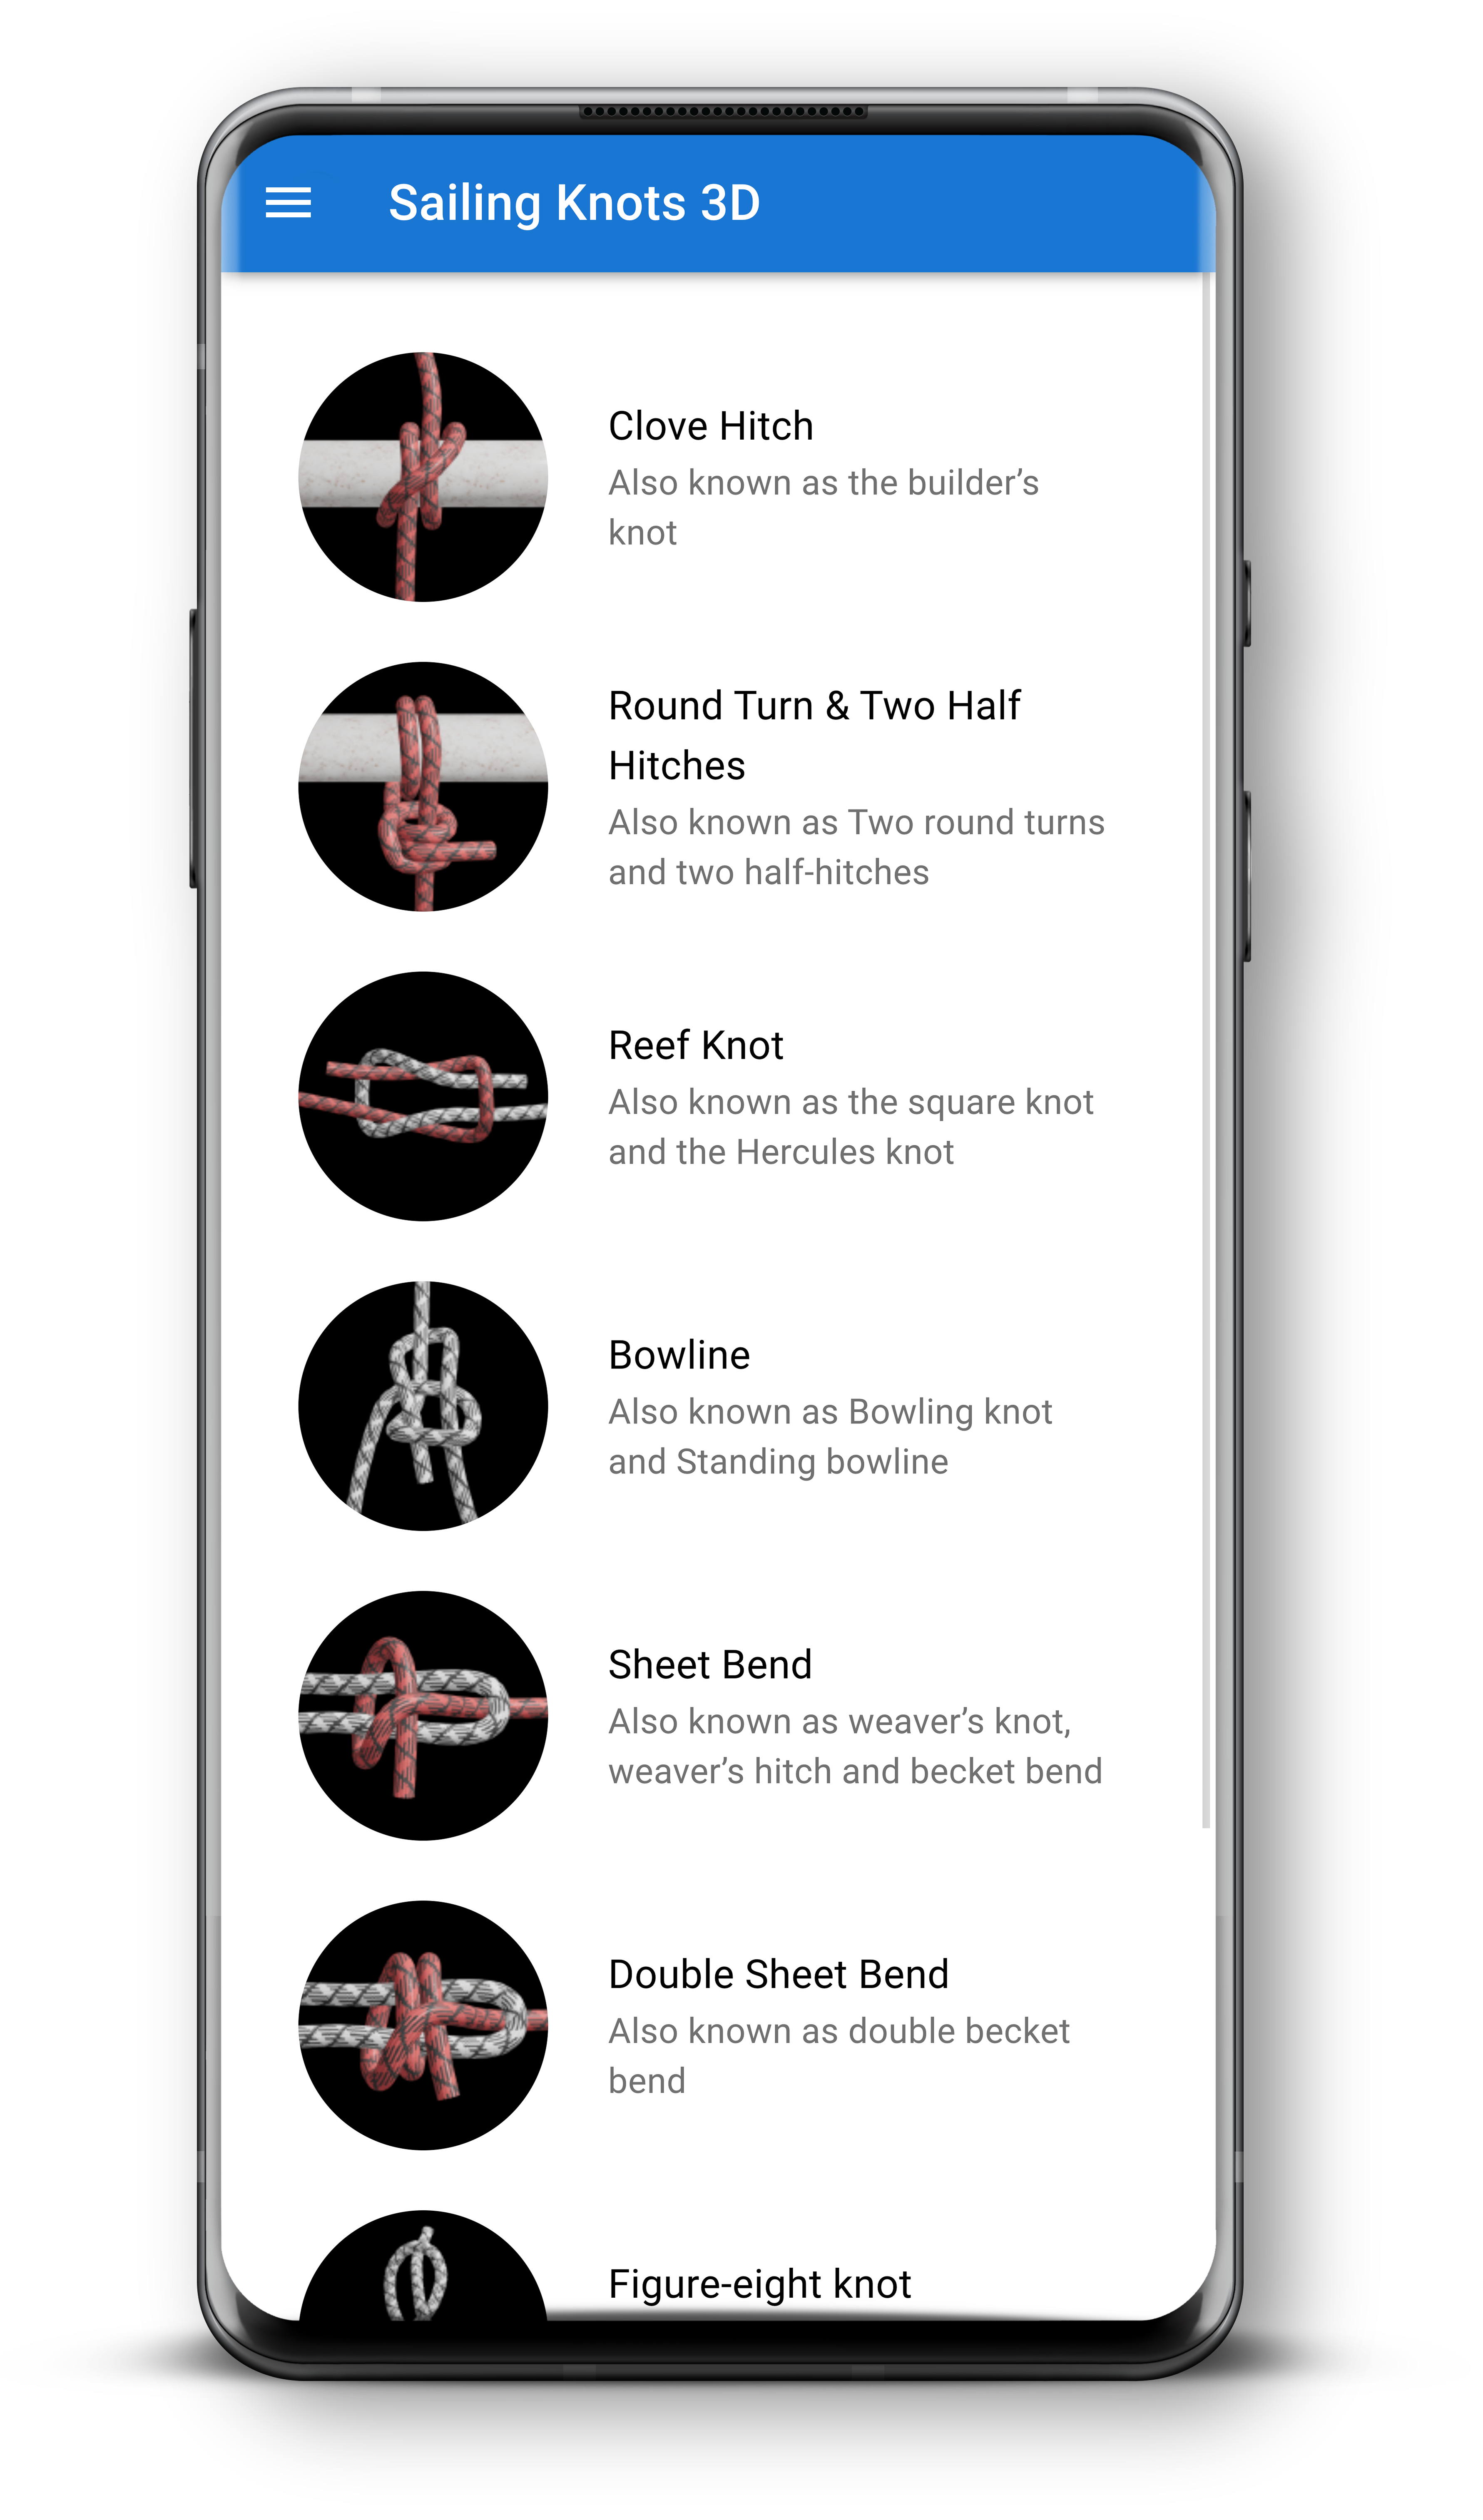 Sailing Knots 3D
Clove Hitch
Also known as the builder’s
knot
Round Turn & Two Half
Hitches
Also known as Two round turns
and two half-hitches
Reef Knot
Also known as the square knot
and the Hercules knot
Bowline
Also known as Bowling knot
and Standing bowline
Sheet Bend
Also known as weaver’s knot,
weaver’s hitch and becket bend
Double Sheet Bend
Also known as double becket
bend
Figure-eight knot